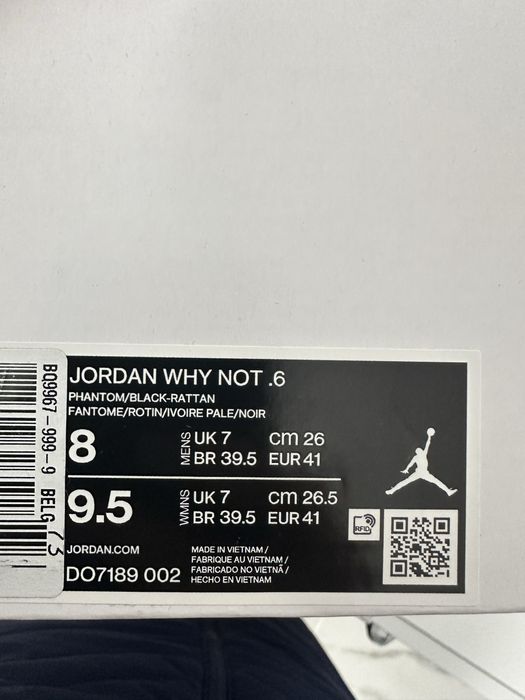 JORDAN WHY NOT .6
PHANTOM/BLACK-RATTAN
FANTOME/ROTIN/IVOIRE PALE/NOIR
8 MENS UK 7 cm 26
BR 39.5 EUR 41
9.5 WMNS UK 7 cm 26.5
BR 39.5 EUR 41
RFID
JORDAN.COM
DO7189 002
MADE IN VIETNAM /
FABRIQUE AU VIETNAM /
FABRICADO NO VIETNÃ /
HECHO EN VIETNAM
BQ9967-999-9 BELG